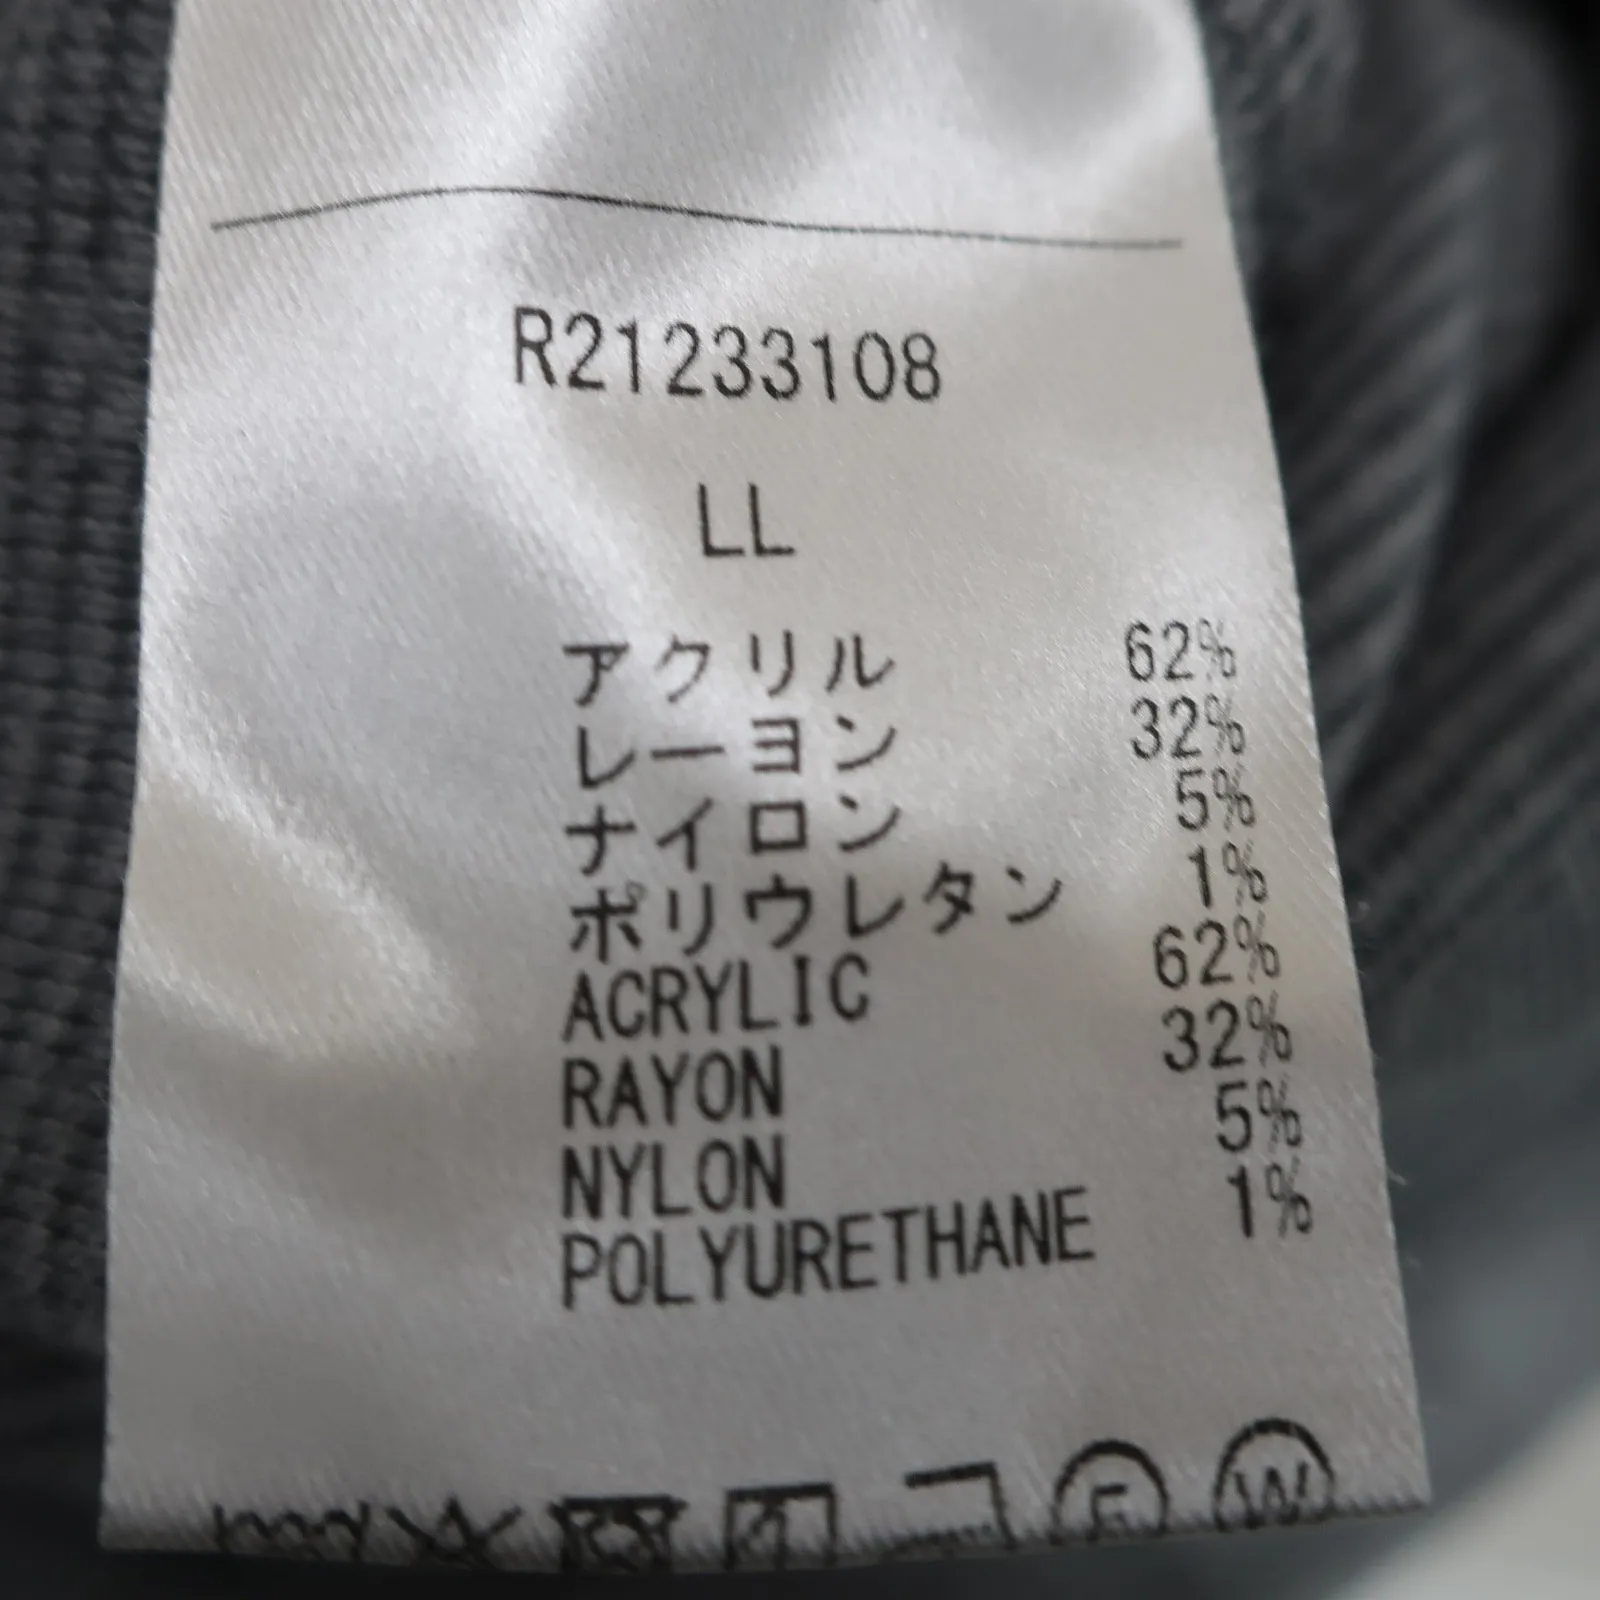 R21233108
LL
アクリル 62%
レーヨン 32%
ナイロン 5%
ポリウレタン 1%
ACRYLIC 62%
RAYON 32%
NYLON 5%
POLYURETHANE 1%
F W